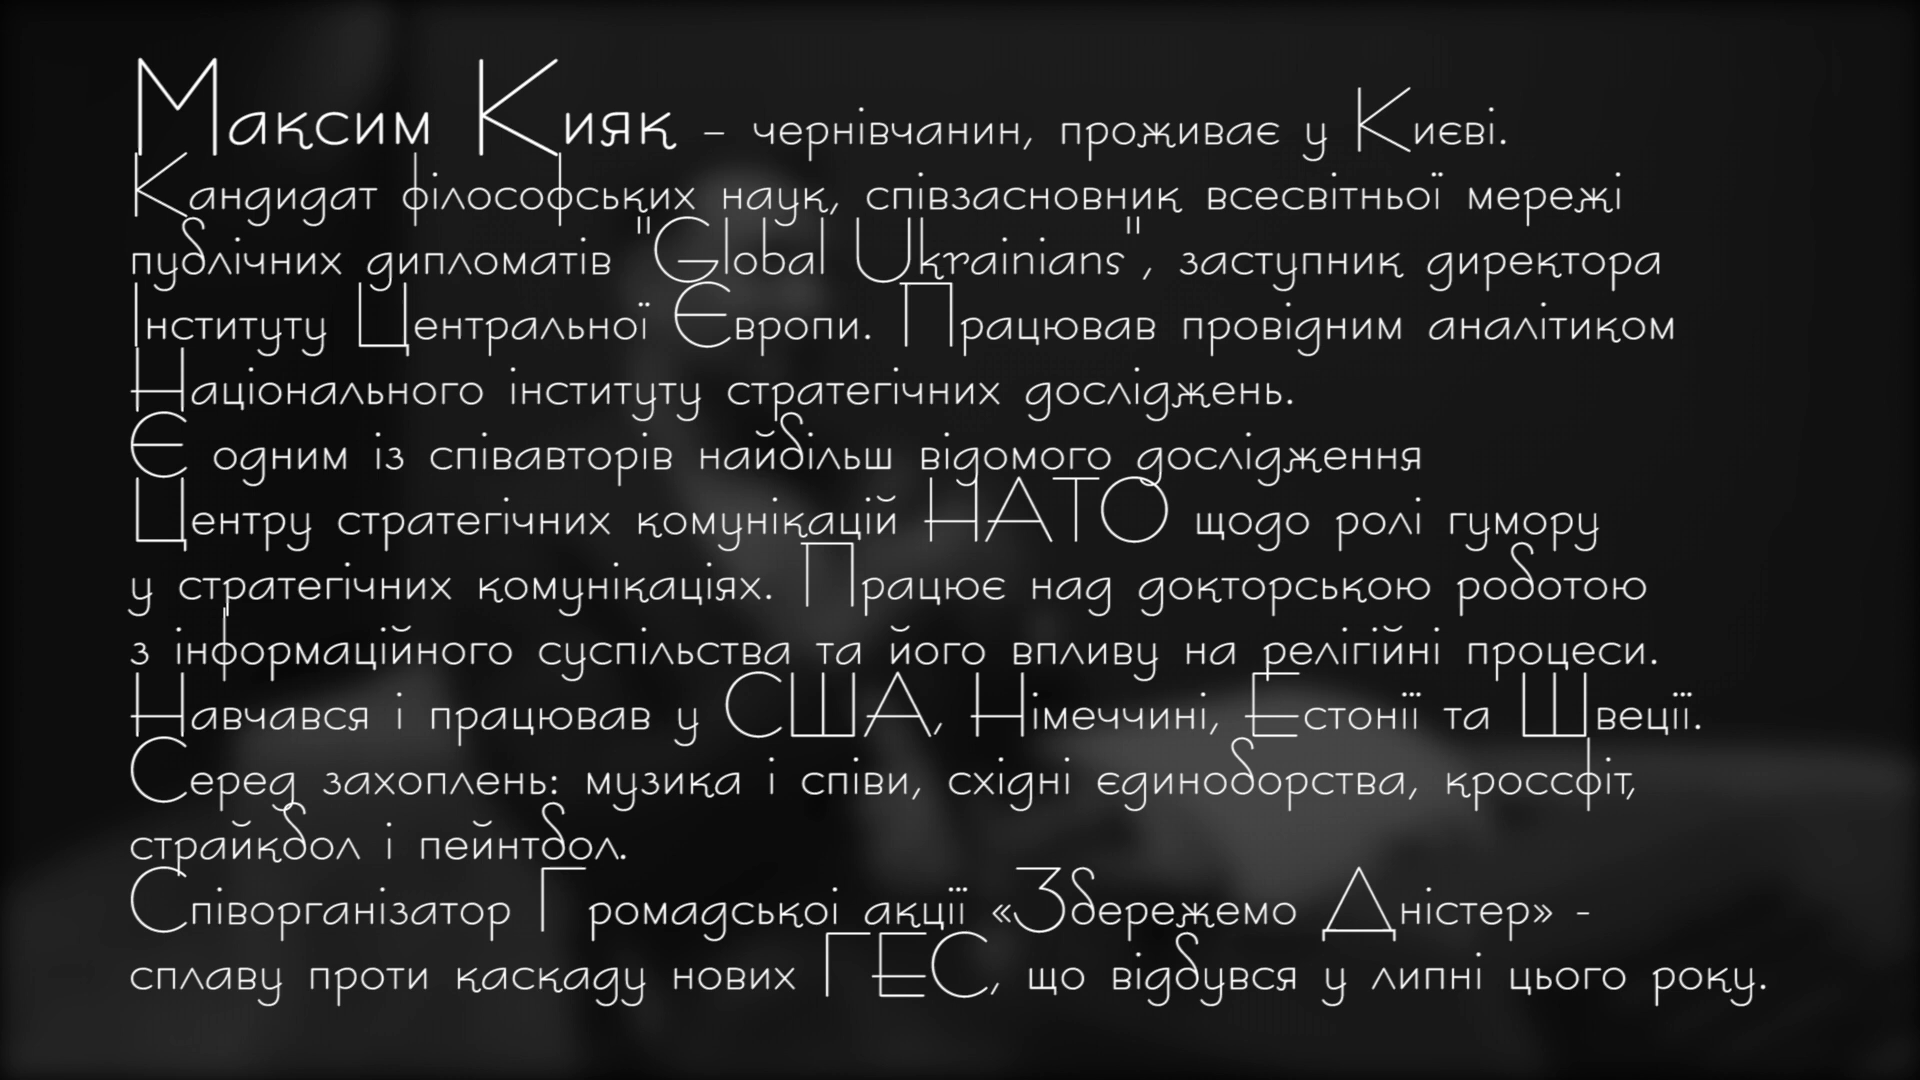 Максим Кияк – чернівчанин, проживає у Києві.
Кандидат філософських наук, співзасновник всесвітньої мережі
публічних дипломатів "Global Ukrainians", заступник директора
Інституту Центральної Європи. Працював провідним аналітиком
Національного інституту стратегічних досліджень.
Є одним із співавторів найбільш відомого дослідження
Центру стратегічних комунікацій НАТО щодо ролі гумору
у стратегічних комунікаціях. Працює над докторською роботою
з інформаційного суспільства та його впливу на релігійні процеси.
Навчався і працював у США, Німеччині, Естонії та Швеції.
Серед захоплень: музика і співи, східні єдиноборства, кроссфіт,
страйкбол і пейнтбол.
Співорганізатор Громадської акції «Збережемо Дністер» -
сплаву проти каскаду нових ГЕС, що відбувся у липні цього року.